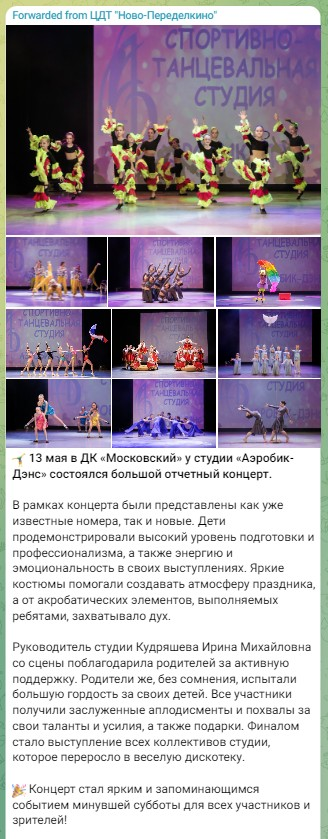 Forwarded from ЦДТ "Ново-Переделкино"
СПОРТИВНО-
ТАНЦЕВАЛЬНАЯ
СТУДИЯ
ТАНЦЕВАЛЬНАЯ
СТУДИЯ
СПОРТИВНО
ТАНЦЕВАЛЬНА
СТУДИЯ
13 мая в ДК «Московский» у студии «Аэробик-
Дэнс» состоялся большой отчетный концерт.
В рамках концерта были представлены как уже
известные номера, так и новые. Дети
продемонстрировали высокий уровень подготовки и
профессионализма, а также энергию и
эмоциональность в своих выступлениях. Яркие
костюмы помогали создавать атмосферу праздника,
а от акробатических элементов, выполняемых
ребятами, захватывало дух.
Руководитель студии Кудряшева Ирина Михайловна
со сцены поблагодарила родителей за активную
поддержку. Родители же, без сомнения, испытали
большую гордость за своих детей. Все участники
получили заслуженные аплодисменты и похвалы за
свои таланты и усилия, а также подарки. Финалом
стало выступление всех коллективов студии,
которое переросло в веселую дискотеку.
Концерт стал ярким и запоминающимся
событием минувшей субботы для всех участников и
зрителей!